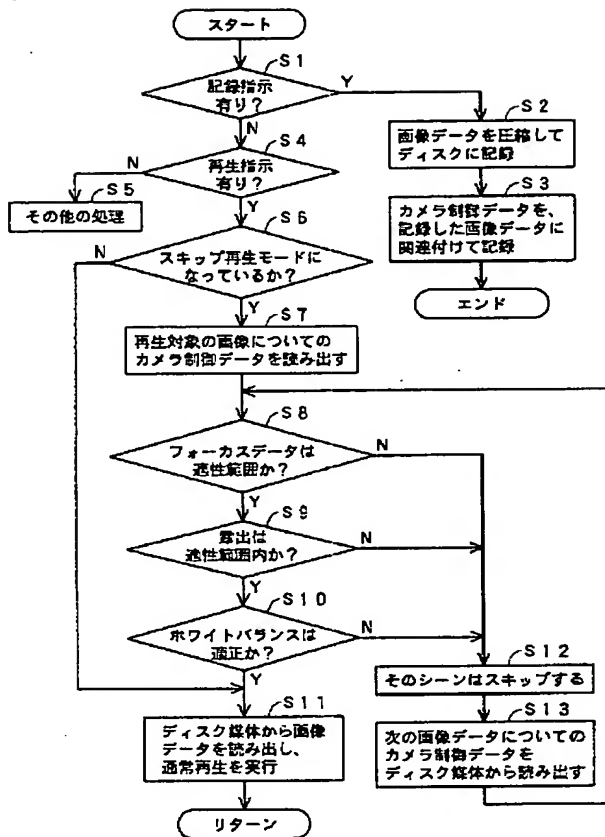 スタート
S1
記録指示
有り？
Y
N
S2
画像データを圧縮して
ディスクに記録
S3
カメラ制御データを、
記録した画像データに
関連付けて記録
エンド
S4
再生指示
有り？
N
Y
S5
その他の処理
S6
スキップ再生モードに
なっているか？
N
Y
S7
再生対象の画像についての
カメラ制御データを読み出す
S8
フォーカスデータは
適性範囲か？
N
Y
S9
露出は
適性範囲内か？
N
Y
S10
ホワイトバランスは
適正か？
N
Y
S11
ディスク媒体から画像
データを読み出し、
通常再生を実行
リターン
S12
そのシーンはスキップする
S13
次の画像データについての
カメラ制御データを
ディスク媒体から読み出す